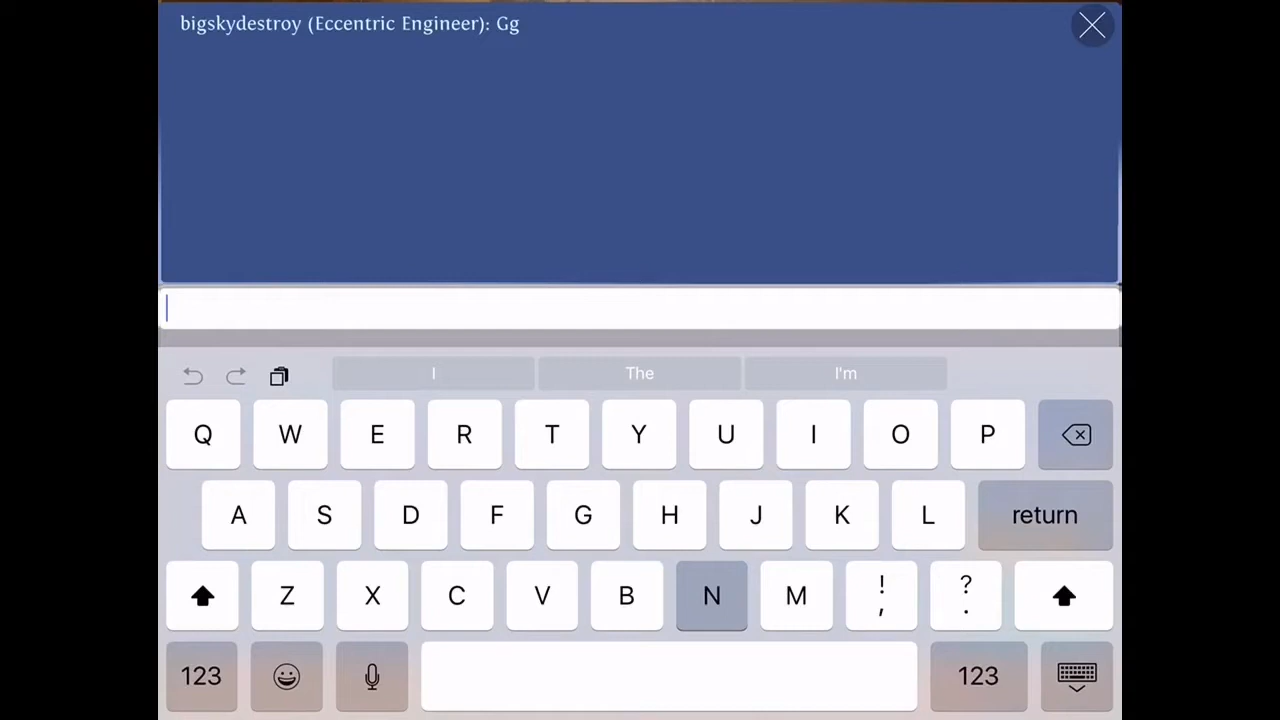 bigskydestroy (Eccentric Engineer): Gg
I The I'm
Q W E R T Y U I O P
A S D F G H J K L return
Z X C V B N M ! , ? .
123 123